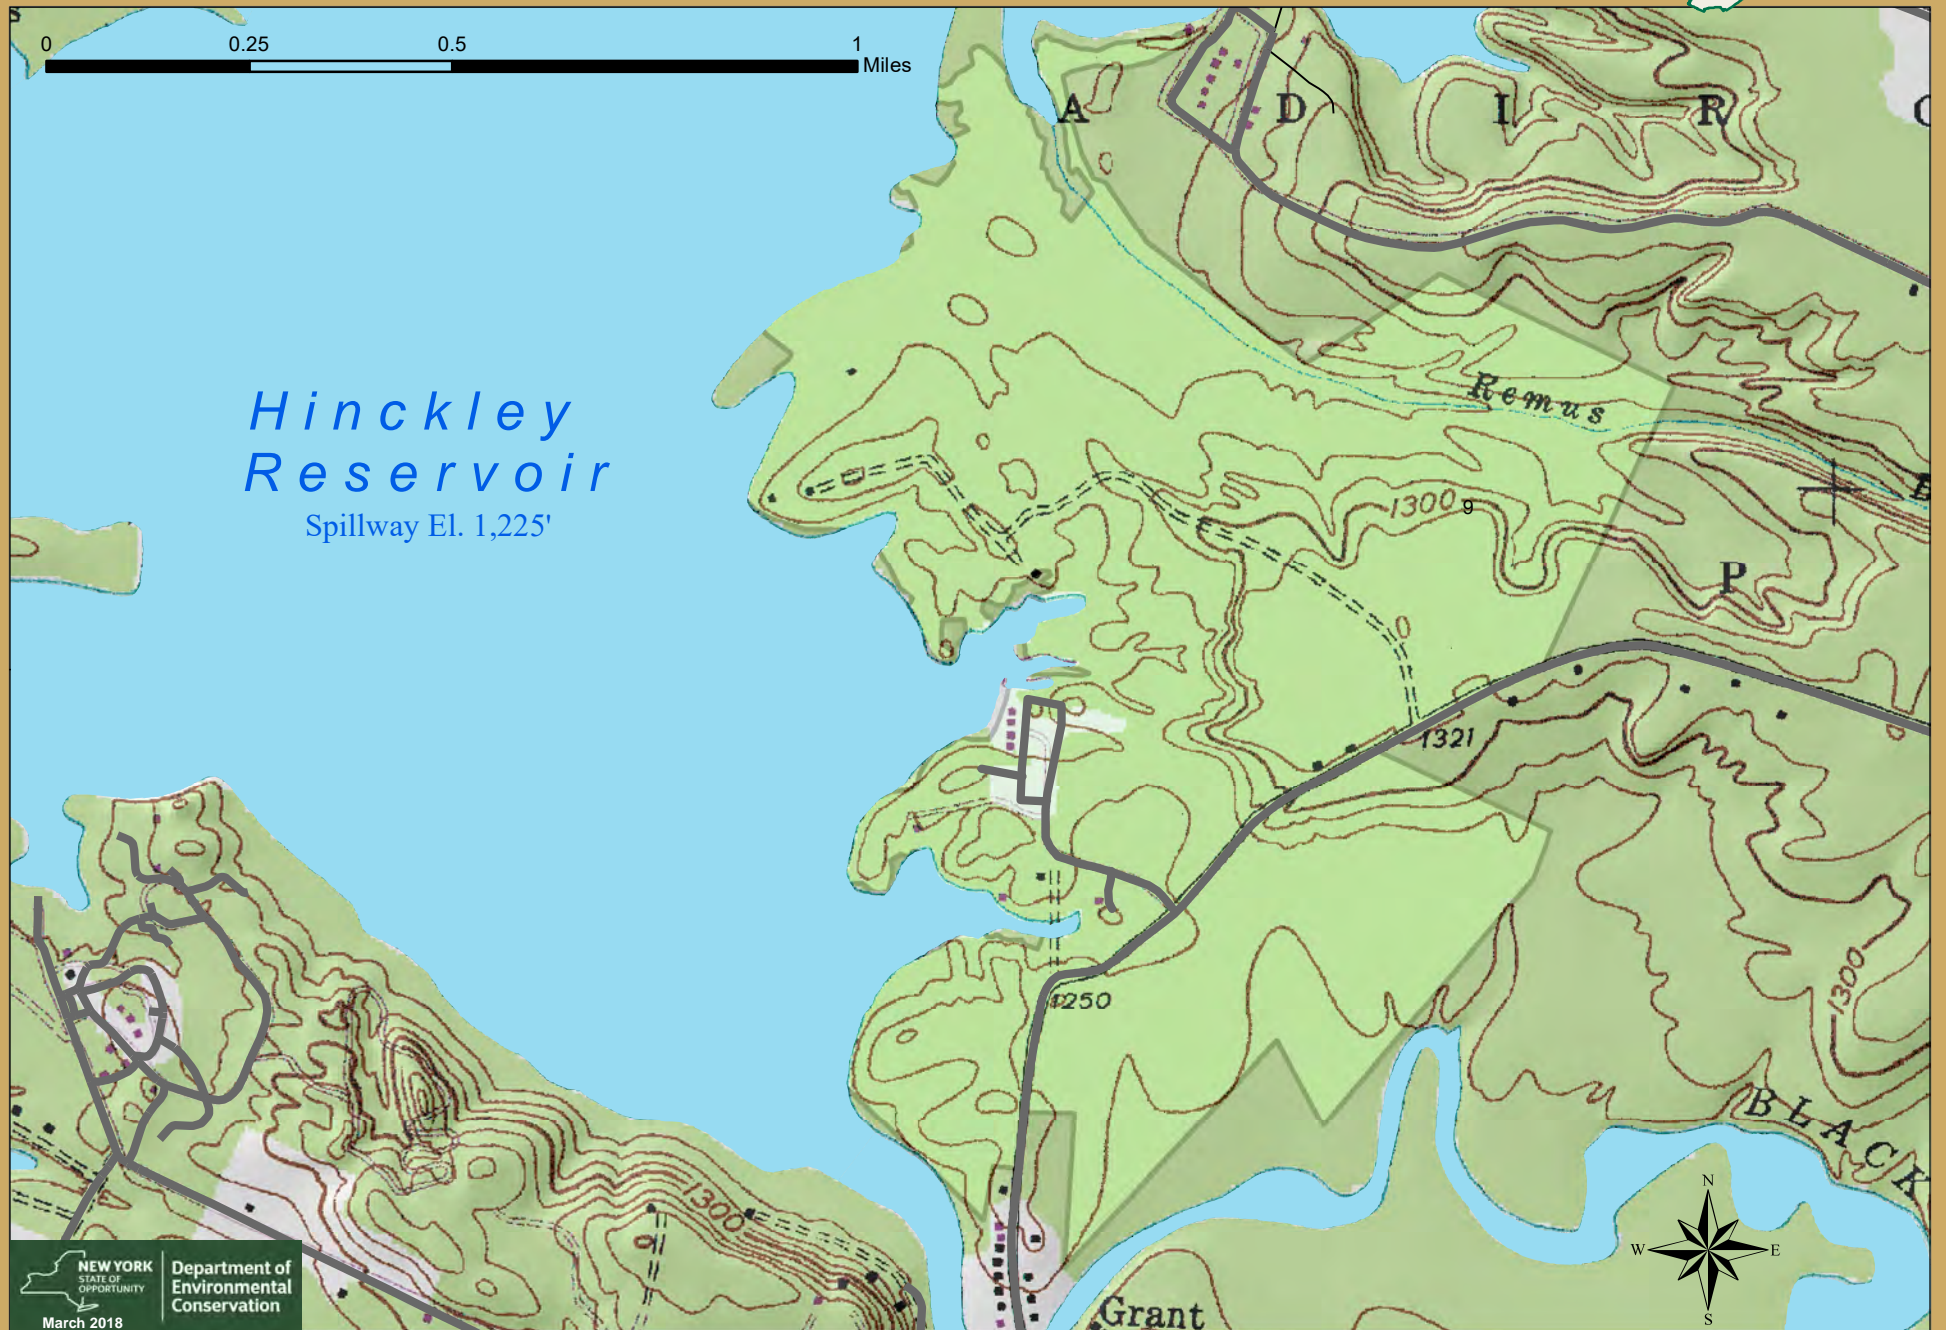 S
0 0.25 0.5 1
Miles
A D I R
Hinckley
Reservoir
Spillway El. 1,225'
Remus
B
1300
9
P
1321
1250
1300
BLACK
1300
Grant
N
W E
S
NEW YORK
STATE OF
OPPORTUNITY
Department of
Environmental
Conservation
March 2018